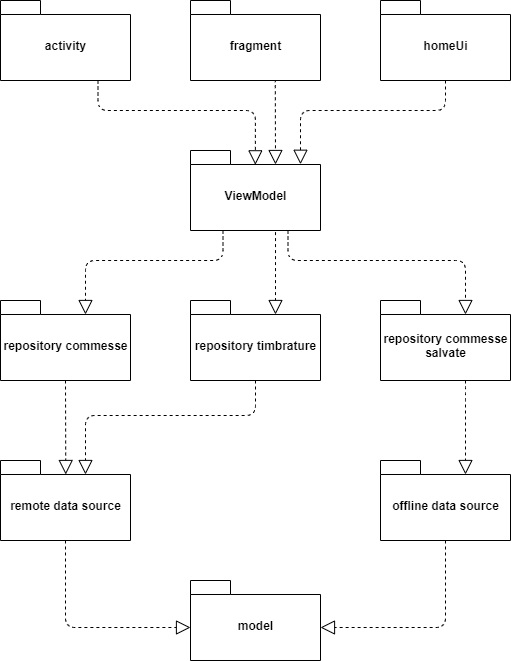 activity
fragment
homeUi
ViewModel
repository commesse
repository timbrature
repository commesse
salvate
remote data source
offline data source
model